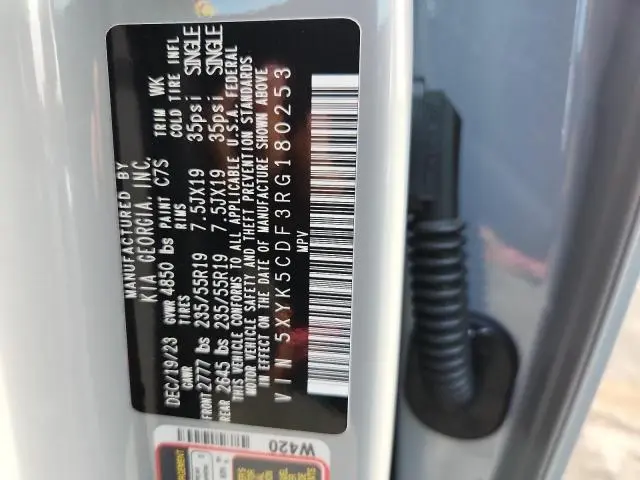 MANUFACTURED BY
KIA GEORGIA, INC.
DEC/19/23 GVWR 4850 lbs PAINT C7S TRIM WK
GAWR TIRES RIMS COLD TIRE INFL
FRONT 2777 lbs 235/55R19 7.5JX19 35psi SINGLE
REAR 2645 lbs 235/55R19 7.5JX19 35psi SINGLE
THIS VEHICLE CONFORMS TO ALL APPLICABLE U.S.A. FEDERAL
MOTOR VEHICLE SAFETY AND THEFT PREVENTION STANDARDS
IN EFFECT ON THE DATE OF MANUFACTURE SHOWN ABOVE
VIN 5XYK5CDF3RG180253
MPV
W420